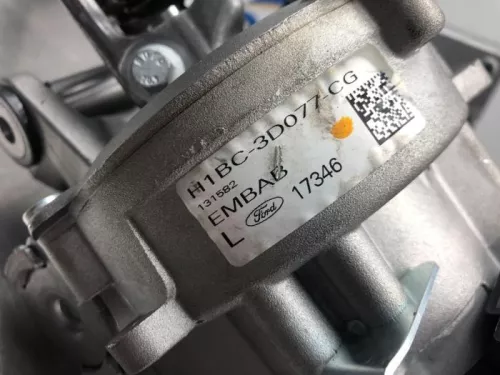 H1BC-3D077-CG
131582
EMBAB
L Ford 17346